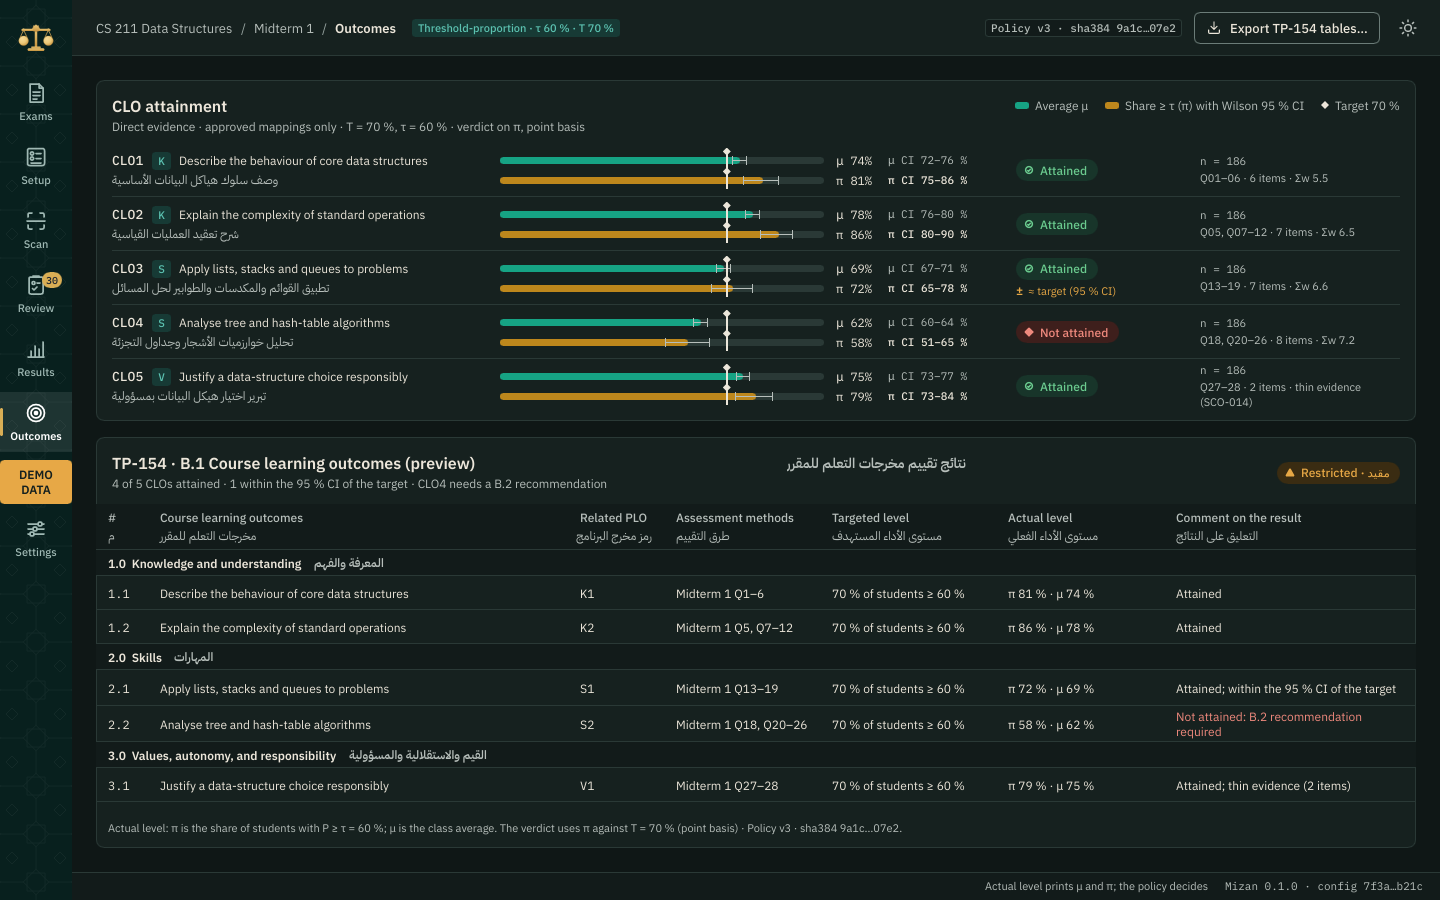 CS 211 Data Structures / Midterm 1 / Outcomes
Threshold-proportion · τ 60 % · T 70 %
Policy v3 · sha384 9a1c…07e2
Export TP-154 tables…
Exams
Setup
Scan
30
Review
Results
Outcomes
DEMO
DATA
Settings
CLO attainment
Average μ
Share ≥ τ (π) with Wilson 95 % CI
Target 70 %
Direct evidence · approved mappings only · T = 70 %, τ = 60 % · verdict on π, point basis
CLO1 K Describe the behaviour of core data structures
وصف سلوك هياكل البيانات الأساسية
μ 74% μ CI 72–76 %
π 81% π CI 75–86 %
Attained
n = 186
Q01–06 · 6 items · Σw 5.5
CLO2 K Explain the complexity of standard operations
شرح تعقيد العمليات القياسية
μ 78% μ CI 76–80 %
π 86% π CI 80–90 %
Attained
n = 186
Q05, Q07–12 · 7 items · Σw 6.5
CLO3 S Apply lists, stacks and queues to problems
تطبيق القوائم والمكدسات والطوابير لحل المسائل
μ 69% μ CI 67–71 %
π 72% π CI 65–78 %
Attained
± ≈ target (95 % CI)
n = 186
Q13–19 · 7 items · Σw 6.6
CLO4 S Analyse tree and hash-table algorithms
تحليل خوارزميات الأشجار وجداول التجزئة
μ 62% μ CI 60–64 %
π 58% π CI 51–65 %
Not attained
n = 186
Q18, Q20–26 · 8 items · Σw 7.2
CLO5 V Justify a data-structure choice responsibly
تبرير اختيار هيكل البيانات بمسؤولية
μ 75% μ CI 73–77 %
π 79% π CI 73–84 %
Attained
n = 186
Q27–28 · 2 items · thin evidence
(SCO-014)
TP-154 · B.1 Course learning outcomes (preview)
نتائج تقييم مخرجات التعلم للمقرر
4 of 5 CLOs attained · 1 within the 95 % CI of the target · CLO4 needs a B.2 recommendation
Restricted · مقيد
# Course learning outcomes Related PLO Assessment methods Targeted level Actual level Comment on the result
م مخرجات التعلم للمقرر رمز مخرج البرنامج طرق التقييم مستوى الأداء المستهدف مستوى الأداء الفعلي التعليق على النتائج
1.0 Knowledge and understanding المعرفة والفهم
1.1 Describe the behaviour of core data structures K1 Midterm 1 Q1–6 70 % of students ≥ 60 % π 81 % · μ 74 % Attained
1.2 Explain the complexity of standard operations K2 Midterm 1 Q5, Q7–12 70 % of students ≥ 60 % π 86 % · μ 78 % Attained
2.0 Skills المهارات
2.1 Apply lists, stacks and queues to problems S1 Midterm 1 Q13–19 70 % of students ≥ 60 % π 72 % · μ 69 % Attained; within the 95 % CI of the target
2.2 Analyse tree and hash-table algorithms S2 Midterm 1 Q18, Q20–26 70 % of students ≥ 60 % π 58 % · μ 62 % Not attained: B.2 recommendation
required
3.0 Values, autonomy, and responsibility القيم والاستقلالية والمسؤولية
3.1 Justify a data-structure choice responsibly V1 Midterm 1 Q27–28 70 % of students ≥ 60 % π 79 % · μ 75 % Attained; thin evidence (2 items)
Actual level: π is the share of students with P ≥ τ = 60 %; μ is the class average. The verdict uses π against T = 70 % (point basis) · Policy v3 · sha384 9a1c…07e2.
Actual level prints μ and π; the policy decides
Mizan 0.1.0 · config 7f3a…b21c